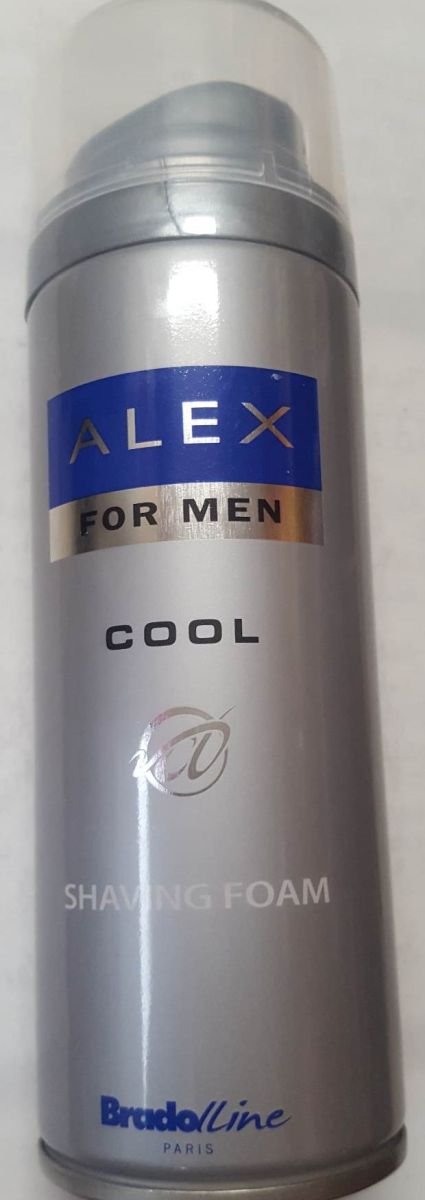 ALEX
FOR MEN
COOL
SHAVING FOAM
BradoLine
PARIS